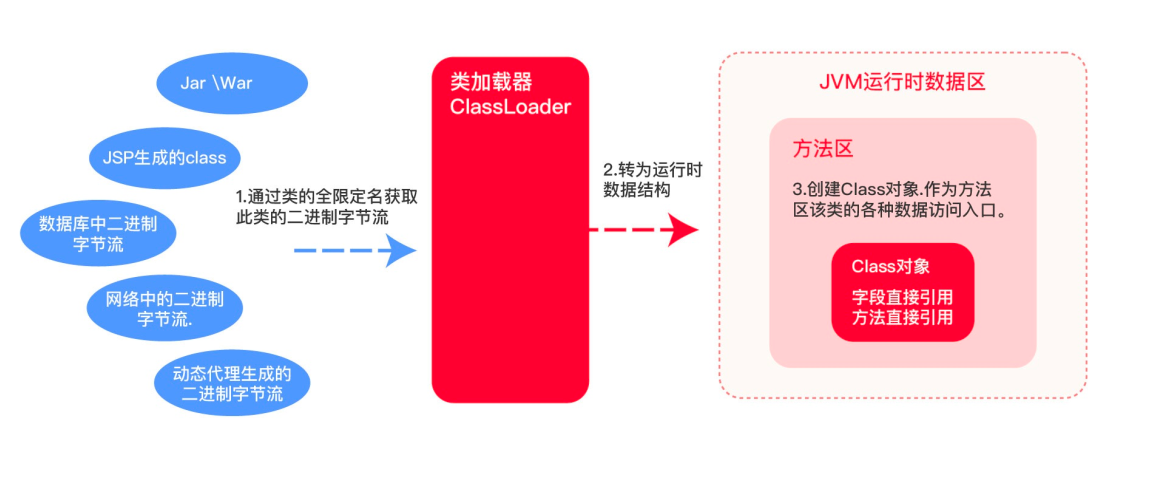 Jar \War
JSP生成的class
数据库中二进制
字节流
网络中的二进制
字节流.
动态代理生成的
二进制字节流
1.通过类的全限定名获取
此类的二进制字节流
类加载器
ClassLoader
2.转为运行时
数据结构
JVM运行时数据区
方法区
3.创建Class对象.作为方法
区该类的各种数据访问入口。
Class对象
字段直接引用
方法直接引用